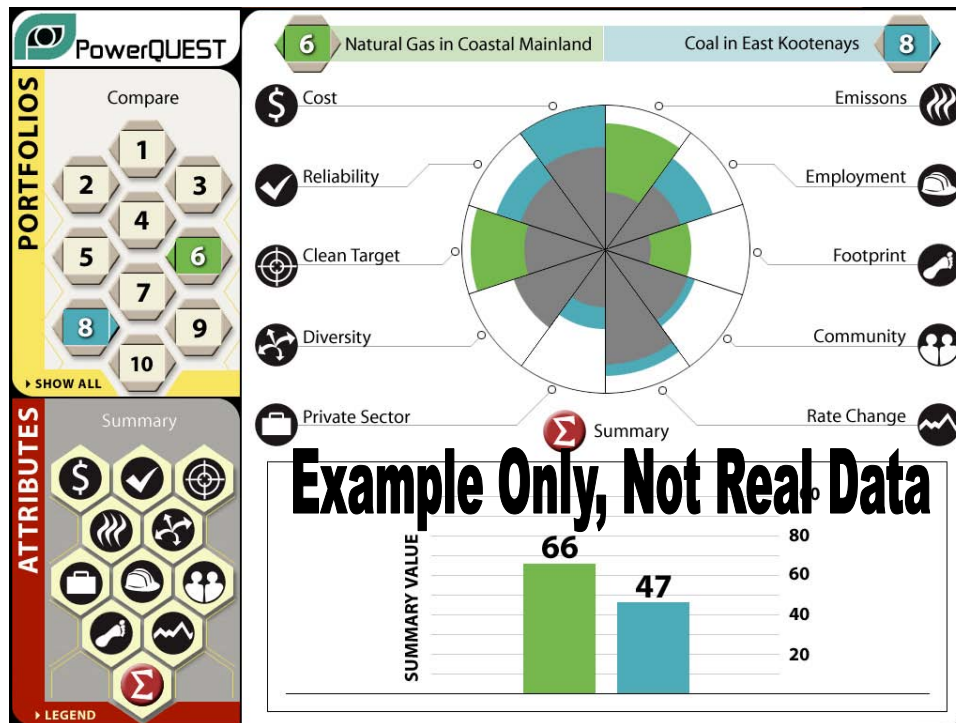 PowerQUEST
PORTFOLIOS
Compare
1
2
3
4
5
6
7
8
9
10
SHOW ALL
ATTRIBUTES
Summary
$
Σ
LEGEND
6
Natural Gas in Coastal Mainland
Coal in East Kootenays
8
$
Cost
Emissons
Reliability
Employment
Clean Target
Footprint
Diversity
Community
Private Sector
Rate Change
Σ
Summary
Example Only, Not Real Data
SUMMARY VALUE
66
47
80
60
40
20